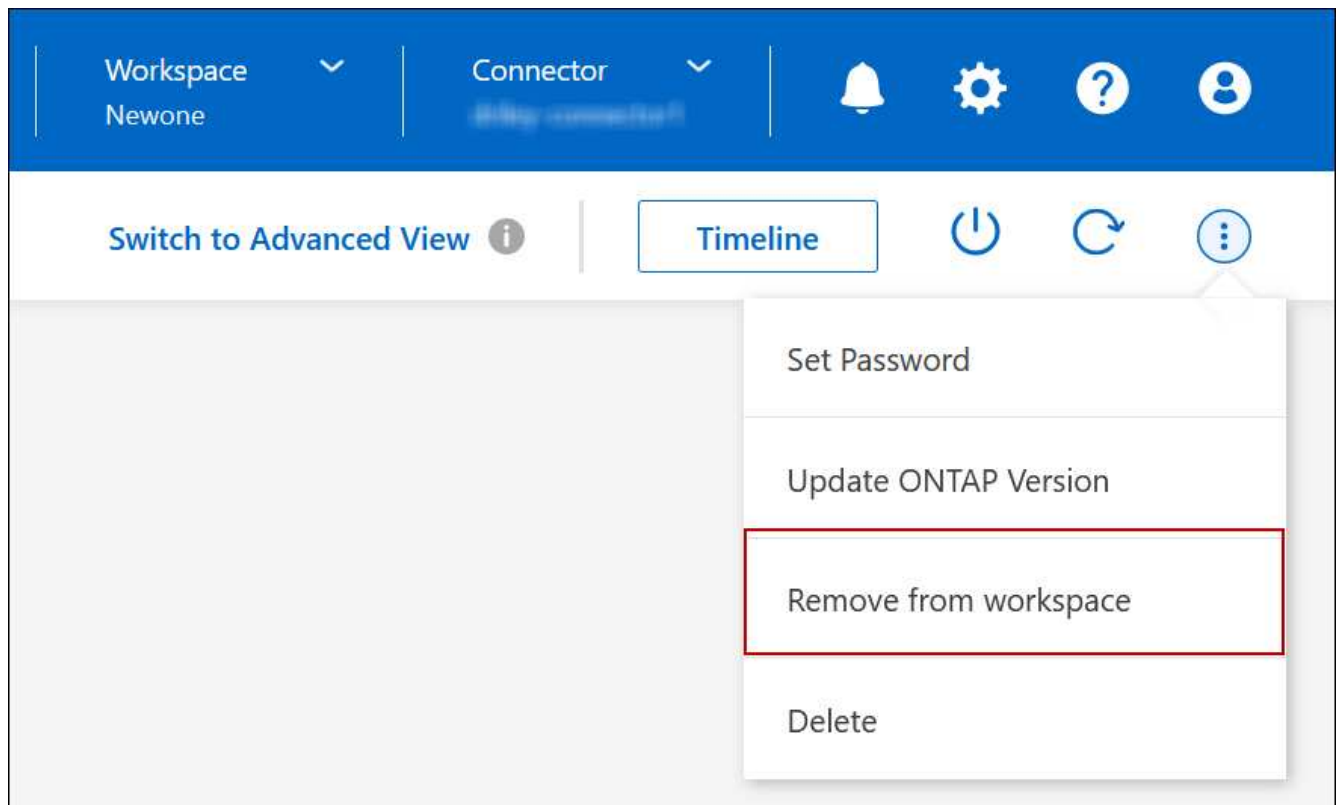 Workspace
Newone
Connector
Switch to Advanced View
Timeline
Set Password
Update ONTAP Version
Remove from workspace
Delete